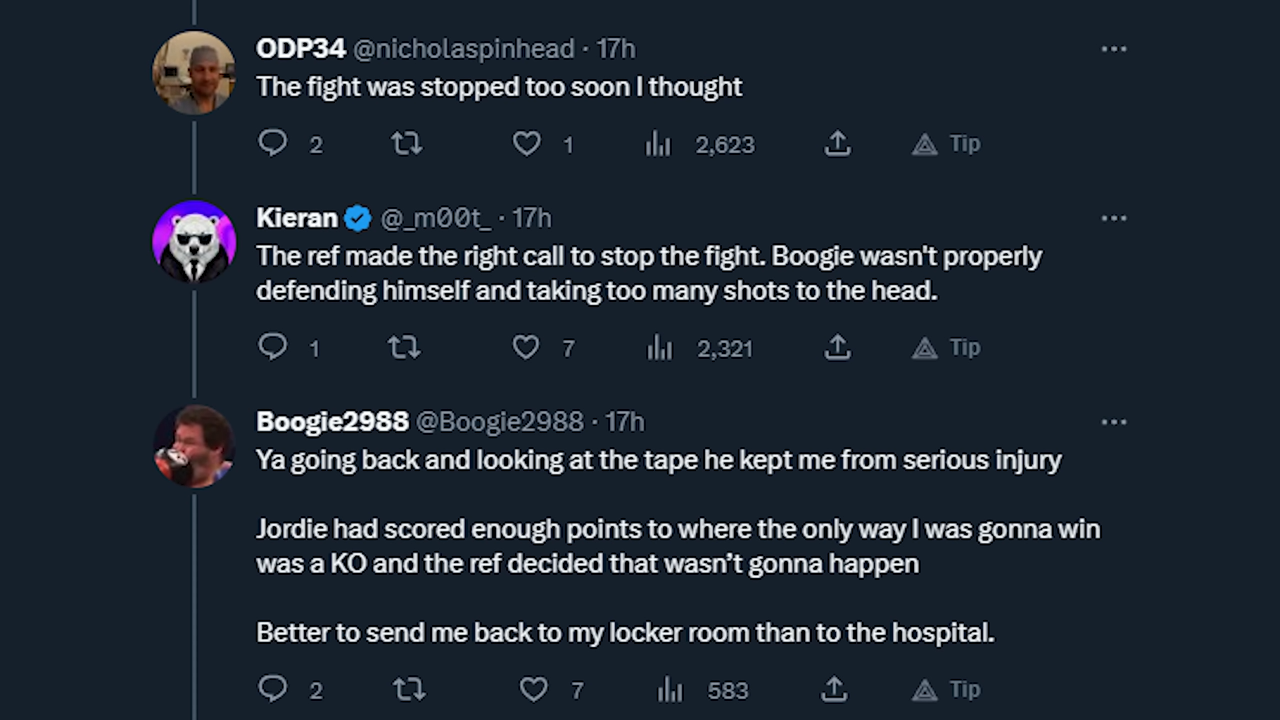 ODP34 @nicholaspinhead · 17h
The fight was stopped too soon I thought
2 1 2,623 Tip
Kieran @_m00t_ · 17h
The ref made the right call to stop the fight. Boogie wasn't properly
defending himself and taking too many shots to the head.
1 7 2,321 Tip
Boogie2988 @Boogie2988 · 17h
Ya going back and looking at the tape he kept me from serious injury
Jordie had scored enough points to where the only way I was gonna win
was a KO and the ref decided that wasn’t gonna happen
Better to send me back to my locker room than to the hospital.
2 7 583 Tip